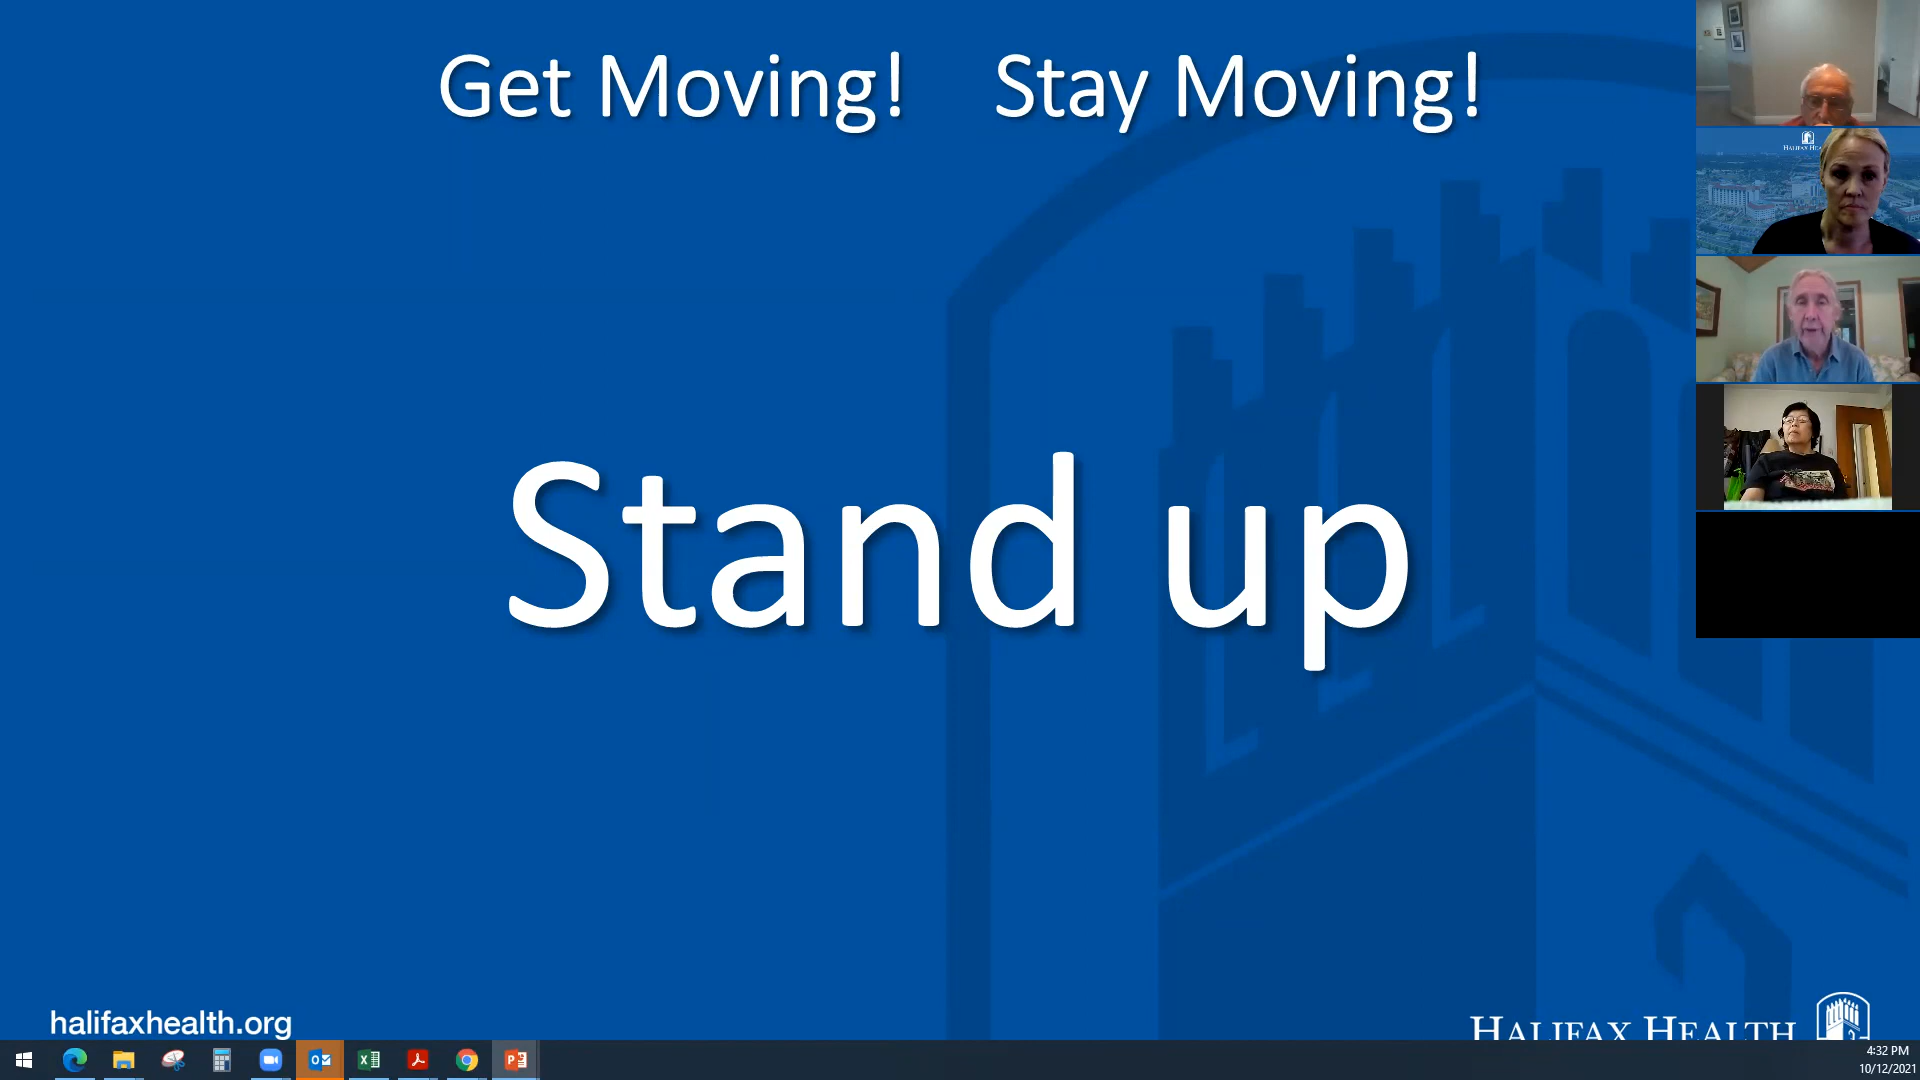 Get Moving! Stay Moving!
Stand up
halifaxhealth.org
HALIFAX HEALTH
4:32 PM
10/12/2021